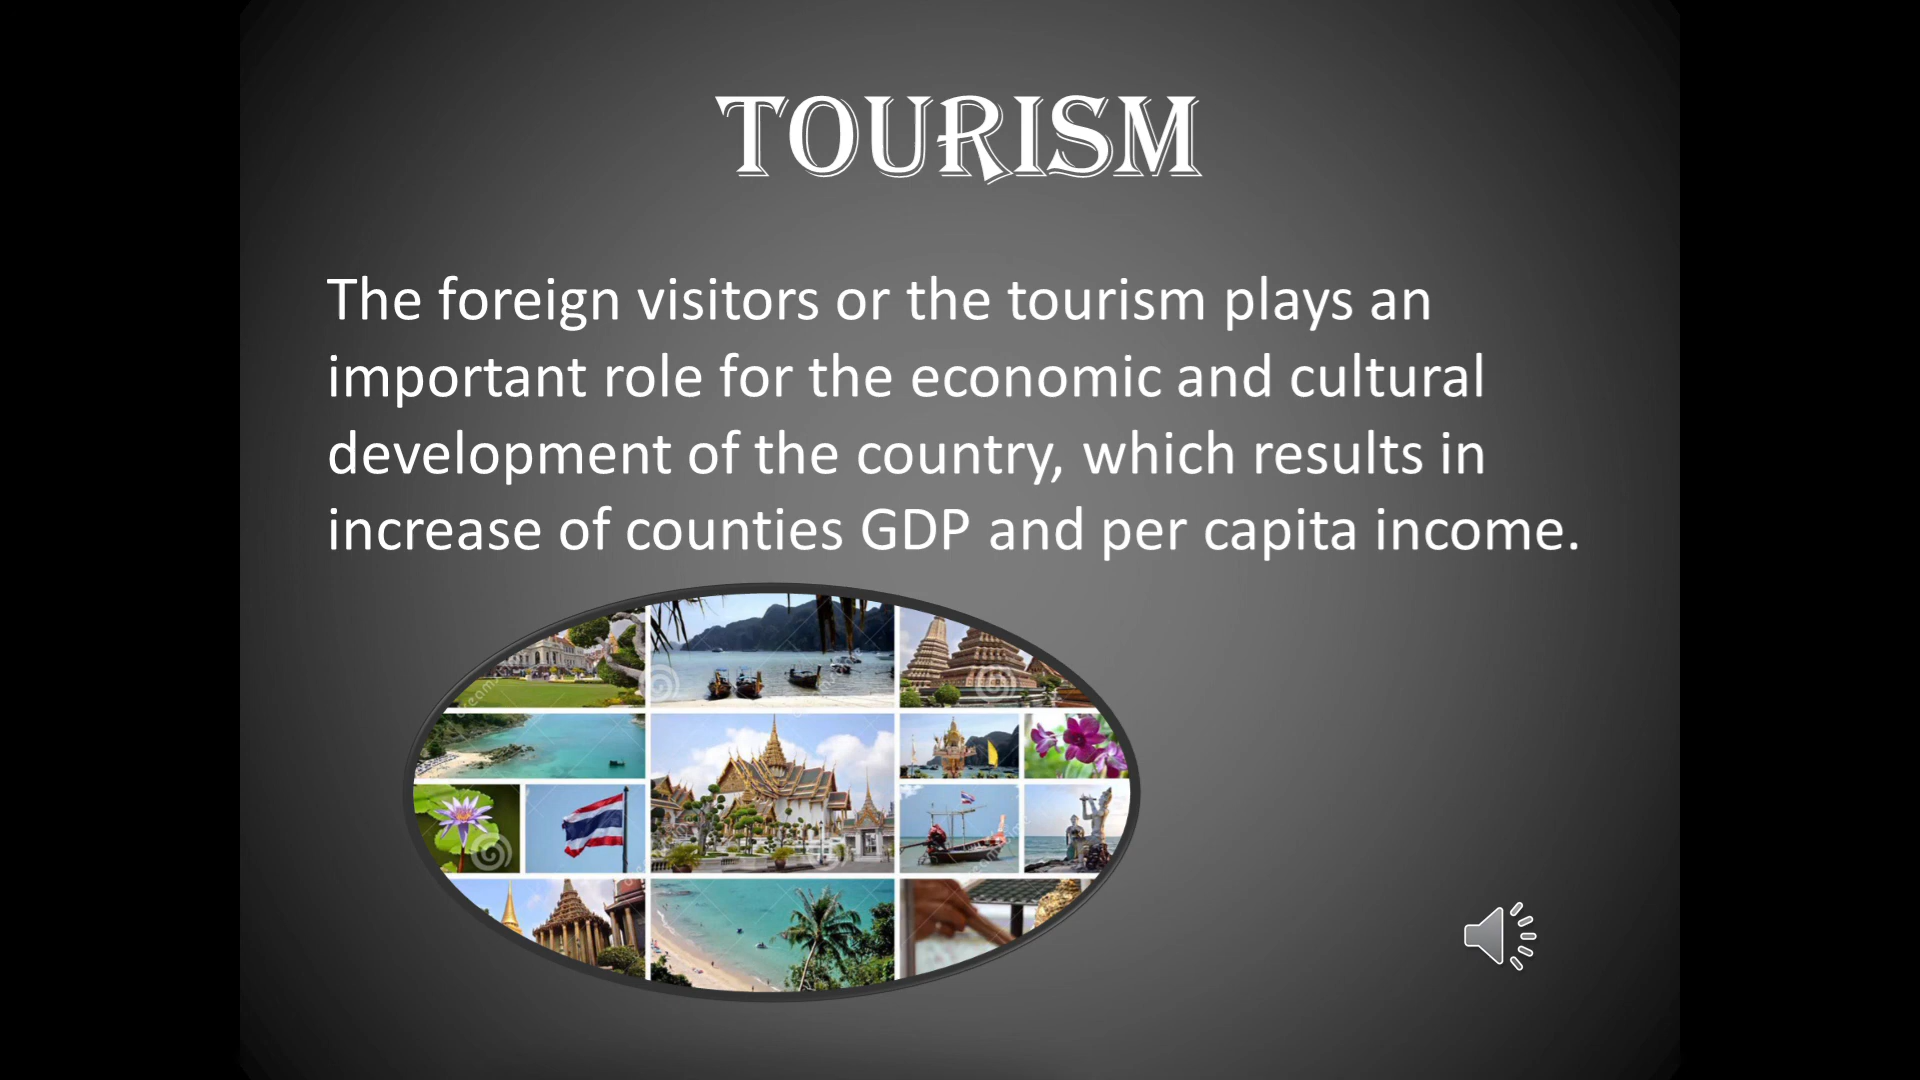 TOURISM
The foreign visitors or the tourism plays an
important role for the economic and cultural
development of the country, which results in
increase of counties GDP and per capita income.